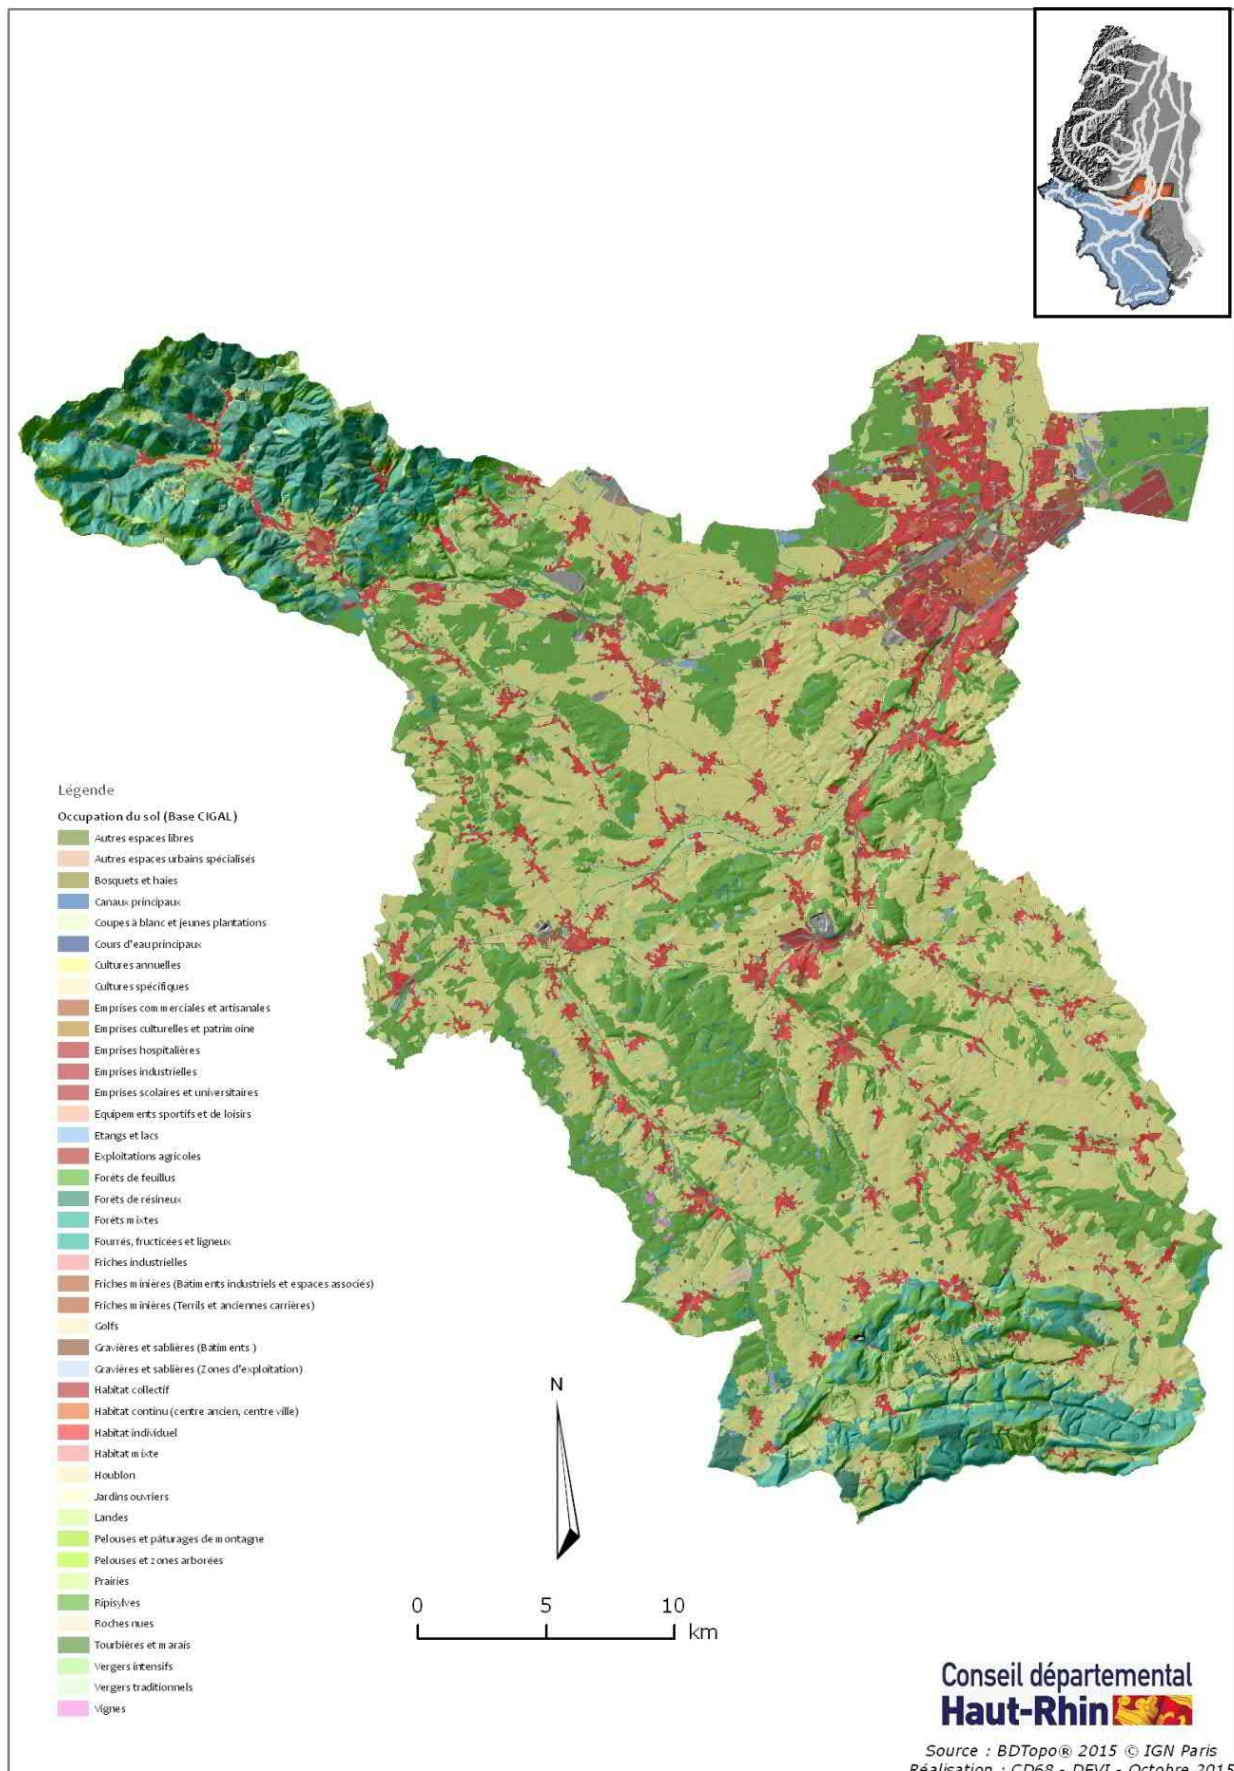 Légende
Occupation du sol (Base CIGAL)
Autres espaces libres
Autres espaces urbains spécialisés
Bosquets et haies
Canaux principaux
Coupes à blanc et jeunes plantations
Cours d'eau principaux
Cultures annuelles
Cultures spécifiques
Emprises commerciales et artisanales
Emprises culturelles et patrimoine
Emprises hospitalières
Emprises industrielles
Emprises scolaires et universitaires
Equipements sportifs et de loisirs
Etangs et lacs
Exploitations agricoles
Forêts de feuillus
Forêts de résineux
Forêts mixtes
Fourrés, fructicées et ligneux
Friches industrielles
Friches minières (Bâtiments industriels et espaces associés)
Friches minières (Terrils et anciennes carrières)
Golfs
Gravières et sablières (Bâtiments )
Gravières et sablières (Zones d'exploitation)
Habitat collectif
Habitat continu (centre ancien, centre ville)
Habitat individuel
Habitat mixte
Houblon
Jardins ouvriers
Landes
Pelouses et pâturages de montagne
Pelouses et zones arborées
Prairies
Ripisylves
Roches nues
Tourbières et marais
Vergers intensifs
Vergers traditionnels
Vignes
N
0 5 10
km
Conseil départemental
Haut-Rhin
Source : BDTopo® 2015 © IGN Paris
Réalisation : CD68 - DEVI - Octobre 2015